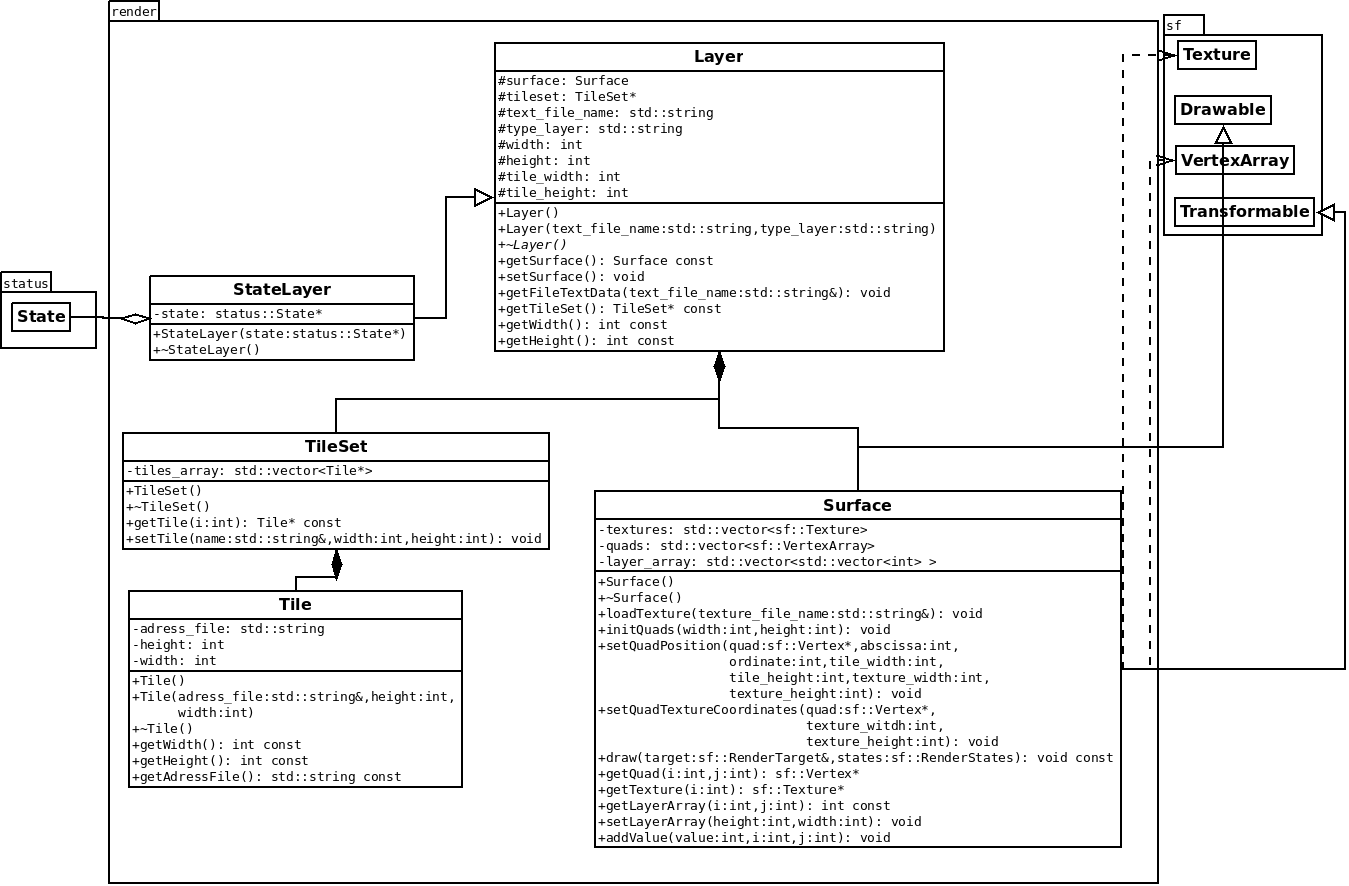 render
sf
Texture
Drawable
VertexArray
Transformable
Layer
#surface: Surface
#tileset: TileSet*
#text_file_name: std::string
#type_layer: std::string
#width: int
#height: int
#tile_width: int
#tile_height: int
+Layer()
+Layer(text_file_name:std::string,type_layer:std::string)
+~Layer()
+getSurface(): Surface const
+setSurface(): void
+getFileTextData(text_file_name:std::string&): void
+getTileSet(): TileSet* const
+getWidth(): int const
+getHeight(): int const
status
State
StateLayer
-state: status::State*
+StateLayer(state:status::State*)
+~StateLayer()
TileSet
-tiles_array: std::vector<Tile*>
+TileSet()
+~TileSet()
+getTile(i:int): Tile* const
+setTile(name:std::string&,width:int,height:int): void
Tile
-adress_file: std::string
-height: int
-width: int
+Tile()
+Tile(adress_file:std::string&,height:int,
width:int)
+~Tile()
+getWidth(): int const
+getHeight(): int const
+getAdressFile(): std::string const
Surface
-textures: std::vector<sf::Texture>
-quads: std::vector<sf::VertexArray>
-layer_array: std::vector<std::vector<int> >
+Surface()
+~Surface()
+loadTexture(texture_file_name:std::string&): void
+initQuads(width:int,height:int): void
+setQuadPosition(quad:sf::Vertex*,abscissa:int,
ordinate:int,tile_width:int,
tile_height:int,texture_width:int,
texture_height:int): void
+setQuadTextureCoordinates(quad:sf::Vertex*,
texture_witdh:int,
texture_height:int): void
+draw(target:sf::RenderTarget&,states:sf::RenderStates): void const
+getQuad(i:int,j:int): sf::Vertex*
+getTexture(i:int): sf::Texture*
+getLayerArray(i:int,j:int): int const
+setLayerArray(height:int,width:int): void
+addValue(value:int,i:int,j:int): void